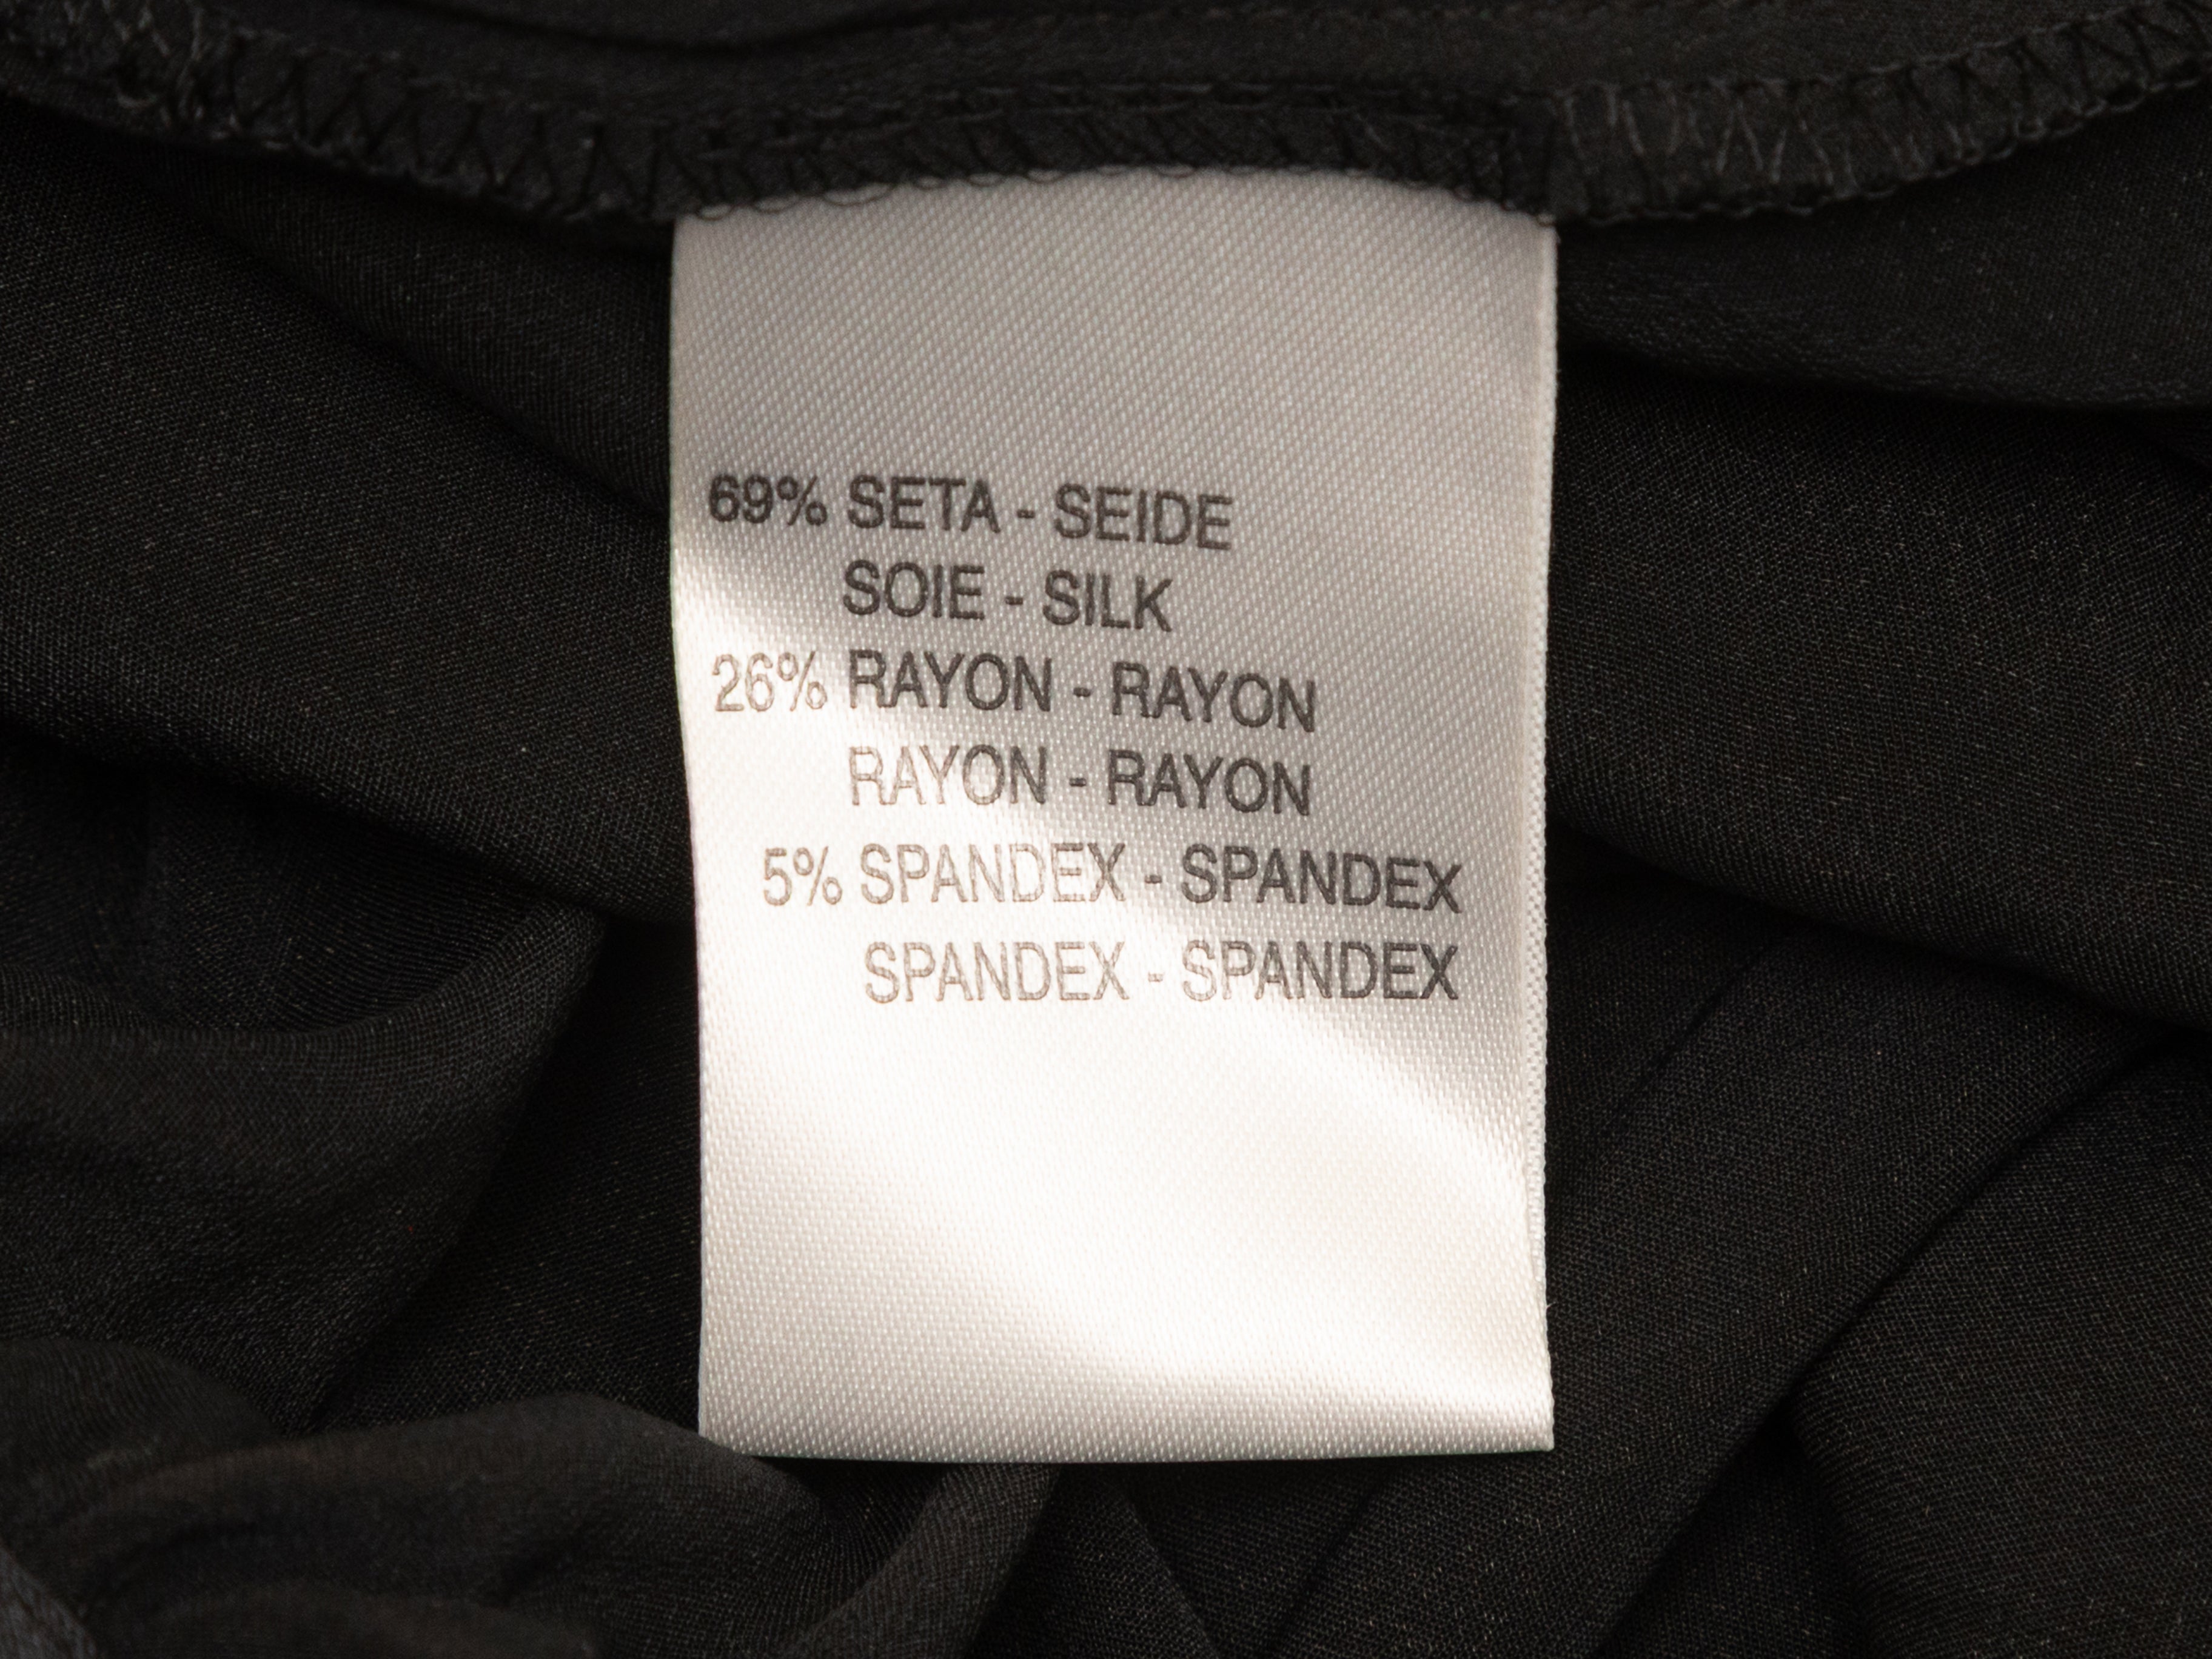 69% SETA - SEIDE
SOIE - SILK
26% RAYON - RAYON
RAYON - RAYON
5% SPANDEX - SPANDEX
SPANDEX - SPANDEX